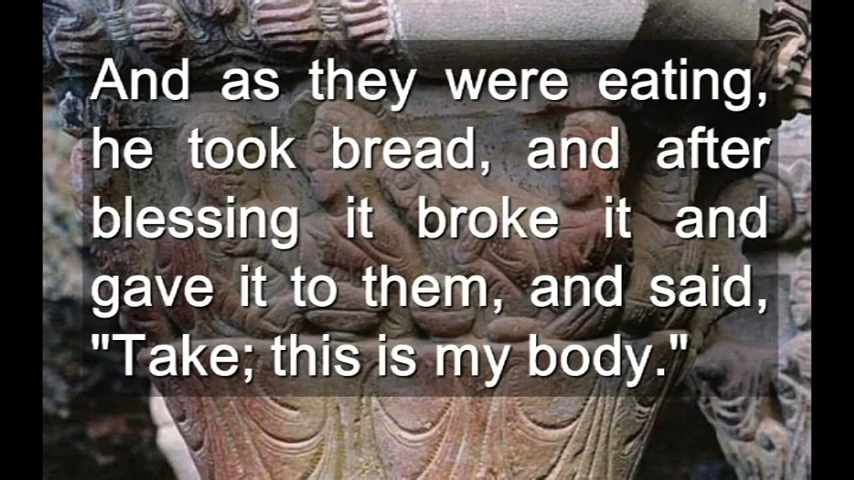 And as they were eating,
he took bread, and after
blessing it broke it and
gave it to them, and said,
"Take; this is my body."